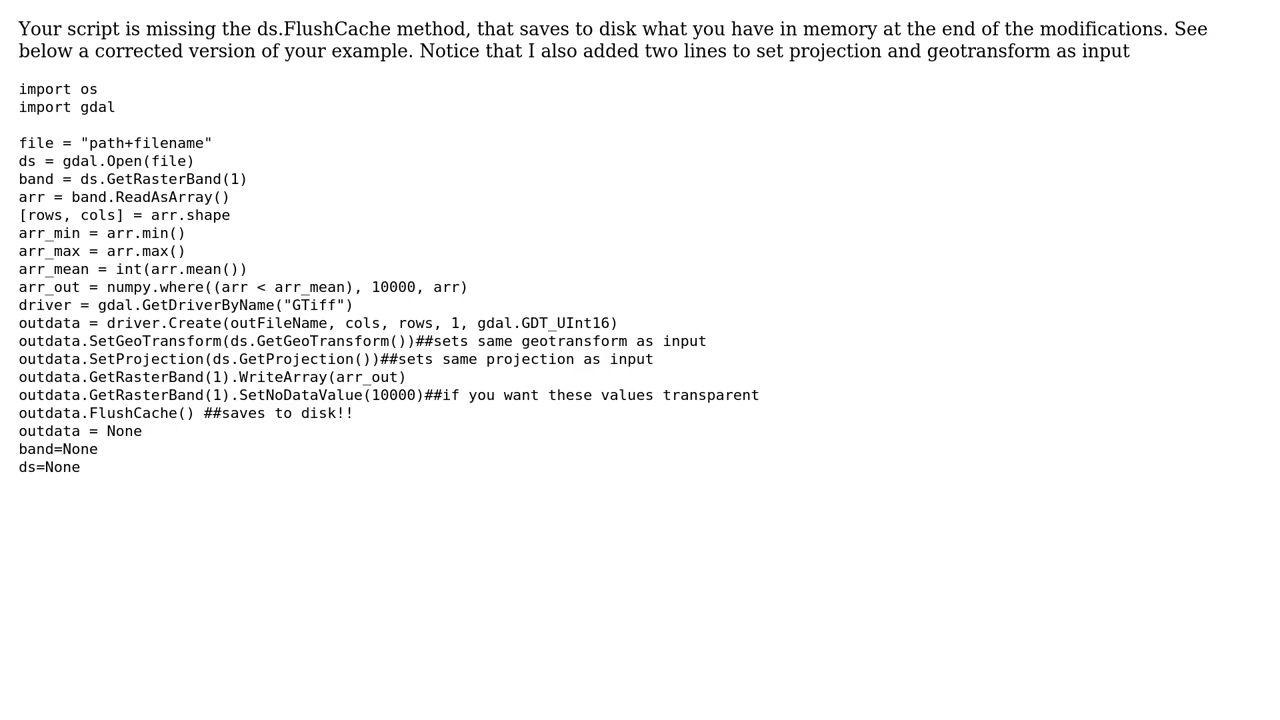 Your script is missing the ds.FlushCache method, that saves to disk what you have in memory at the end of the modifications. See
below a corrected version of your example. Notice that I also added two lines to set projection and geotransform as input
import os
import gdal
file = "path+filename"
ds = gdal.Open(file)
band = ds.GetRasterBand(1)
arr = band.ReadAsArray()
[rows, cols] = arr.shape
arr_min = arr.min()
arr_max = arr.max()
arr_mean = int(arr.mean())
arr_out = numpy.where((arr < arr_mean), 10000, arr)
driver = gdal.GetDriverByName("GTiff")
outdata = driver.Create(outFileName, cols, rows, 1, gdal.GDT_UInt16)
outdata.SetGeoTransform(ds.GetGeoTransform())##sets same geotransform as input
outdata.SetProjection(ds.GetProjection())##sets same projection as input
outdata.GetRasterBand(1).WriteArray(arr_out)
outdata.GetRasterBand(1).SetNoDataValue(10000)##if you want these values transparent
outdata.FlushCache() ##saves to disk!!
outdata = None
band=None
ds=None